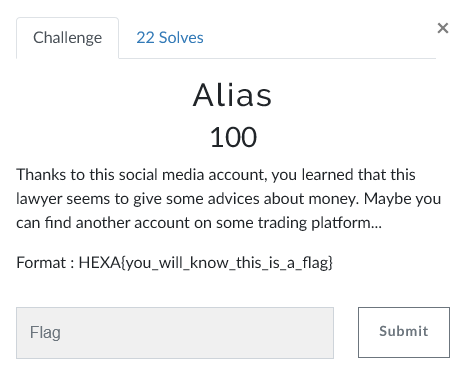 Challenge
22 Solves
×
Alias
100
Thanks to this social media account, you learned that this
lawyer seems to give some advices about money. Maybe you
can find another account on some trading platform...
Format : HEXA{you_will_know_this_is_a_flag}
Flag
Submit